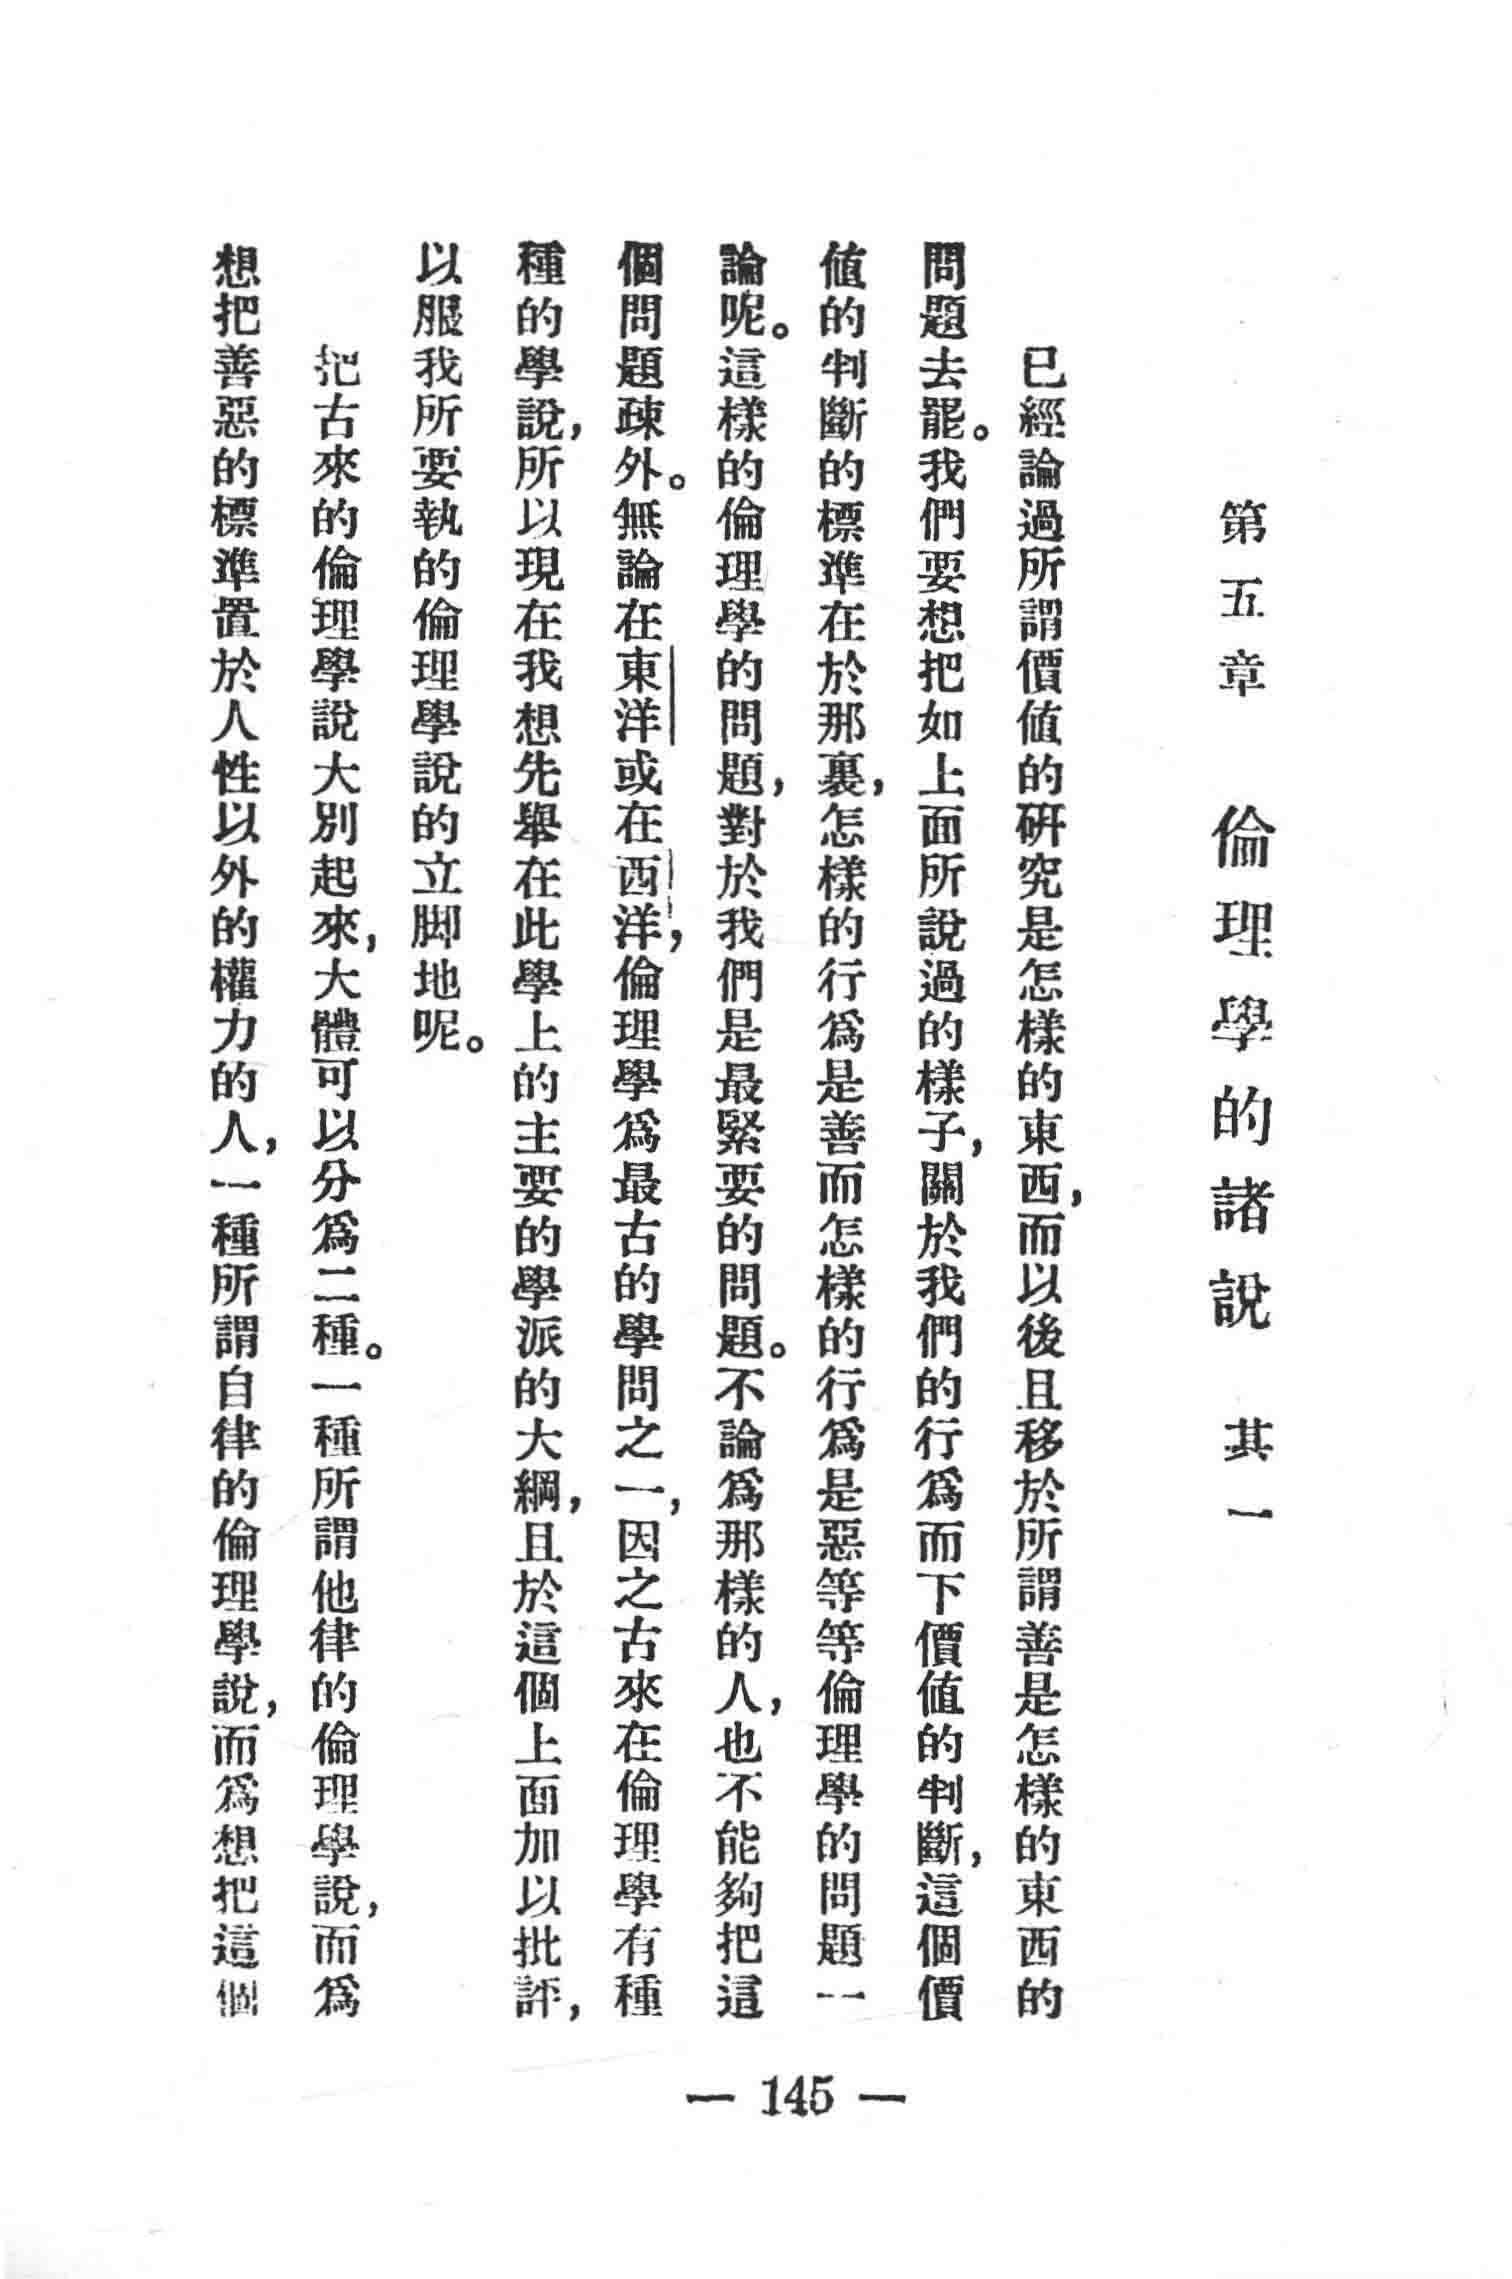 第五章　倫理學的諸說　其一
已經論過所謂價値的研究是怎樣的東西，而以後且移於所謂善是怎樣的東西的
問題去罷。我們要想把如上面所說過的樣子，關於我們的行爲而下價値的判斷，這個價
値的判斷的標準在於那裏，怎樣的行爲是善而怎樣的行爲是惡等等倫理學的問題一
論呢。這樣的倫理學的問題，對於我們是最緊要的問題。不論爲那樣的人，也不能夠把這
個問題疎外。無論在東洋或在西洋，倫理學爲最古的學問之一，因之古來在倫理學有種
種的學說，所以現在我想先舉在此學上的主要的學派的大綱，且於這個上面加以批評，
以服我所要執的倫理學說的立脚地呢。
把古來的倫理學說大別起來，大體可以分爲二種。一種所謂他律的倫理學說，而爲
想把善惡的標準置於人性以外的權力的人，一種所謂自律的倫理學說，而爲想把這個
— 145 —